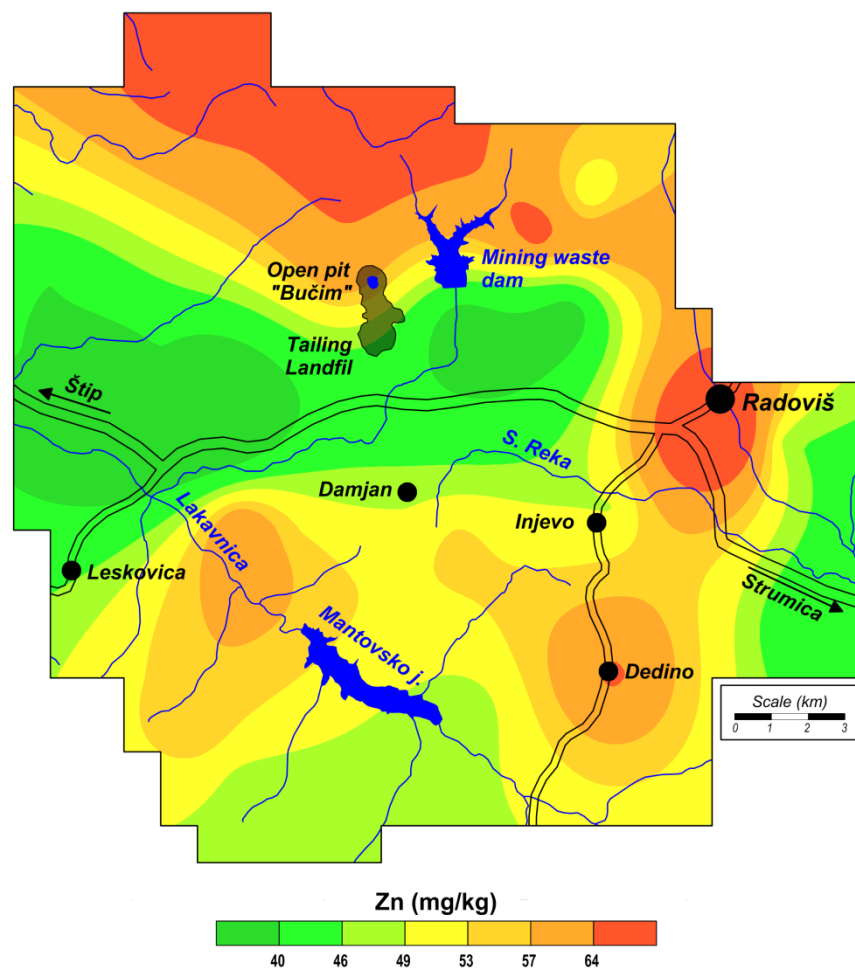 Open pit
"Bučim"
Mining waste
dam
Tailing
Landfil
Štip
Radoviš
S. Reka
Damjan
Lakavnica
Injevo
Leskovica
Strumica
Mantovsko j.
Dedino
Scale (km)
0 1 2 3
Zn (mg/kg)
40 46 49 53 57 64